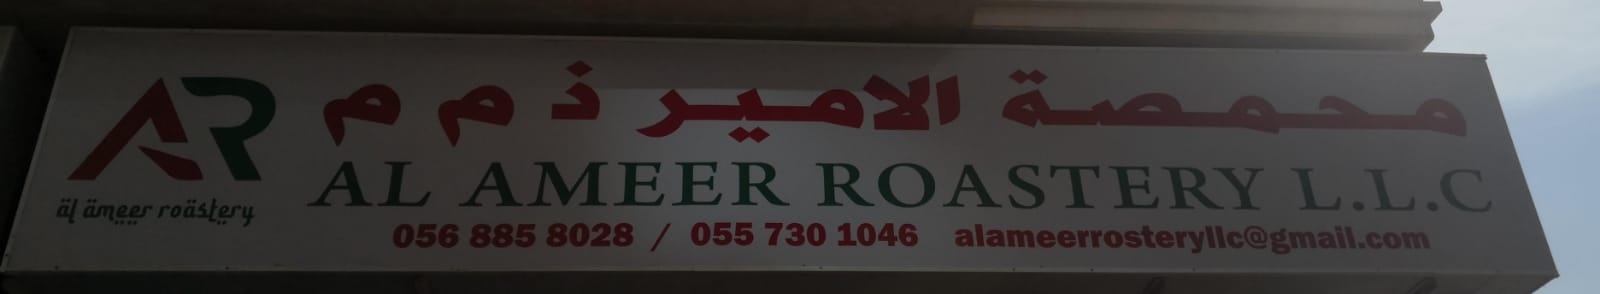 محمصة الامير ذ م م
AR
al ameer roastery
AL AMEER ROASTERY L.L.C
056 885 8028 / 055 730 1046 alameerrosteryllc@gmail.com